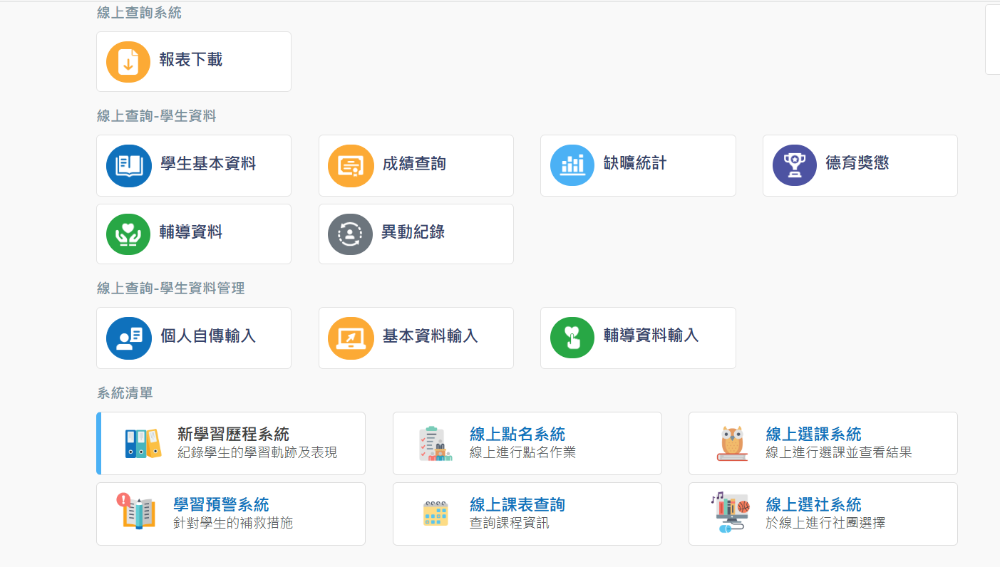 線上查詢系統
報表下載
線上查詢-學生資料
學生基本資料
成績查詢
缺曠統計
德育獎懲
輔導資料
異動紀錄
線上查詢-學生資料管理
個人自傳輸入
基本資料輸入
輔導資料輸入
系統清單
新學習歷程系統
紀錄學生的學習軌跡及表現
線上點名系統
線上進行點名作業
線上選課系統
線上進行選課並查看結果
學習預警系統
針對學生的補救措施
線上課表查詢
查詢課程資訊
線上選社系統
於線上進行社團選擇